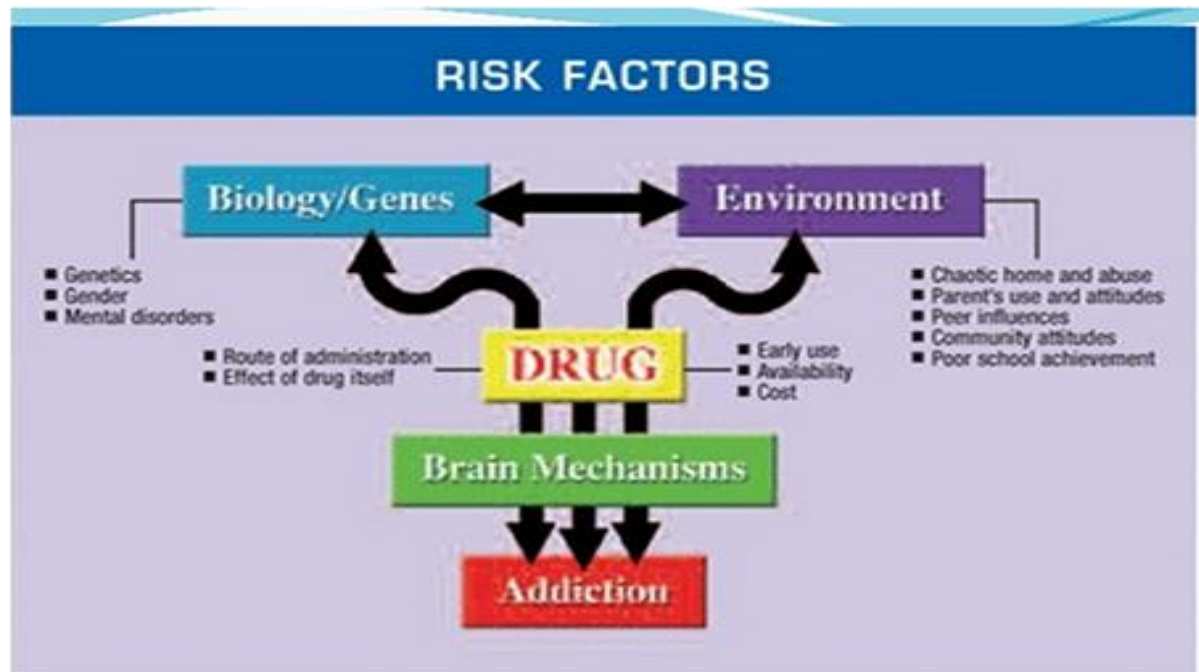 RISK FACTORS
Biology/Genes
Environment
■ Genetics
■ Gender
■ Mental disorders
■ Chaotic home and abuse
■ Parent's use and attitudes
■ Peer influences
■ Community attitudes
■ Poor school achievement
■ Route of administration
■ Effect of drug itself
DRUG
■ Early use
■ Availability
■ Cost
Brain Mechanisms
Addiction